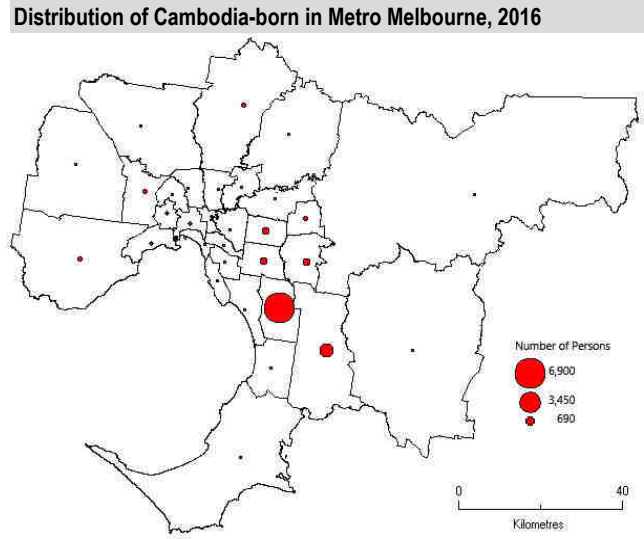 Distribution of Cambodia-born in Metro Melbourne, 2016
Number of Persons
6,900
3,450
690
0 40
Kilometres